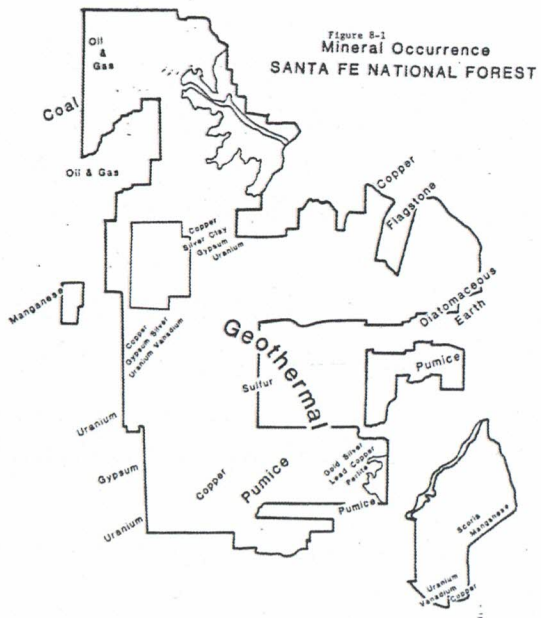 Figure 8-1
Mineral Occurrence
SANTA FE NATIONAL FOREST
Oil
&
Gas
Coal
Oil & Gas
Copper
Flagstone
Copper
Silver Clay
Gypsum
Uranium
Manganese
Diatomaceous
Earth
Copper
Gypsum Silver
Uranium Vanadium
Geothermal
Sulfur
Pumice
Uranium
Gypsum
Copper
Pumice
Gold Silver
Lead Copper
Perlite
Pumice
Uranium
Scoria
Manganese
Uranium
Vanadium
Copper